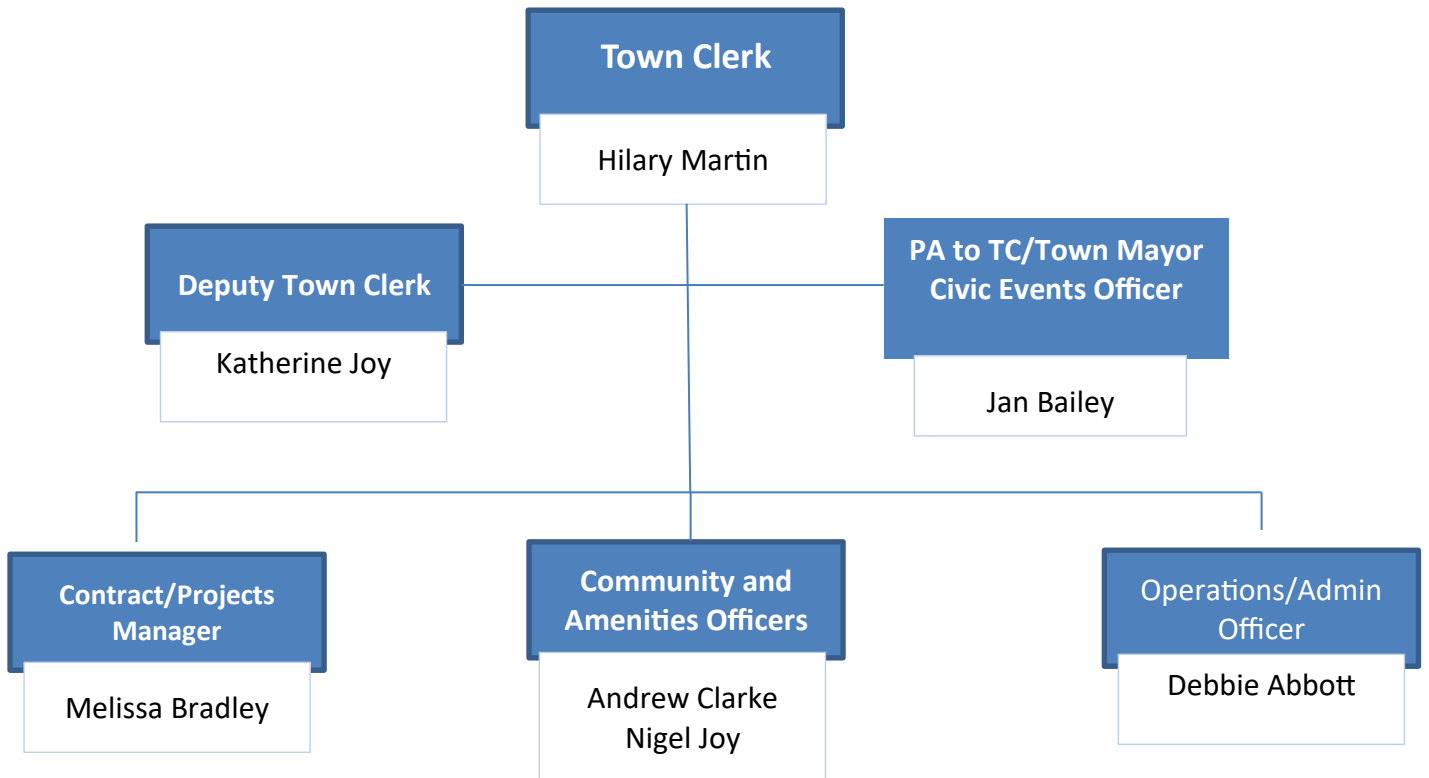 Town Clerk
Hilary Martin
Deputy Town Clerk
Katherine Joy
PA to TC/Town Mayor
Civic Events Officer
Jan Bailey
Contract/Projects
Manager
Melissa Bradley
Community and
Amenities Officers
Andrew Clarke
Nigel Joy
Operations/Admin
Officer
Debbie Abbott